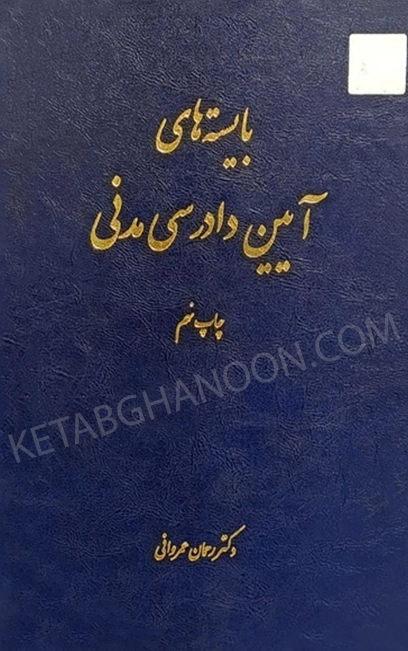 بایسته‌های
آیین دادرسی مدنی
چاپ نهم
KETABGHANOON.COM
دکتر رحمان عمروانی